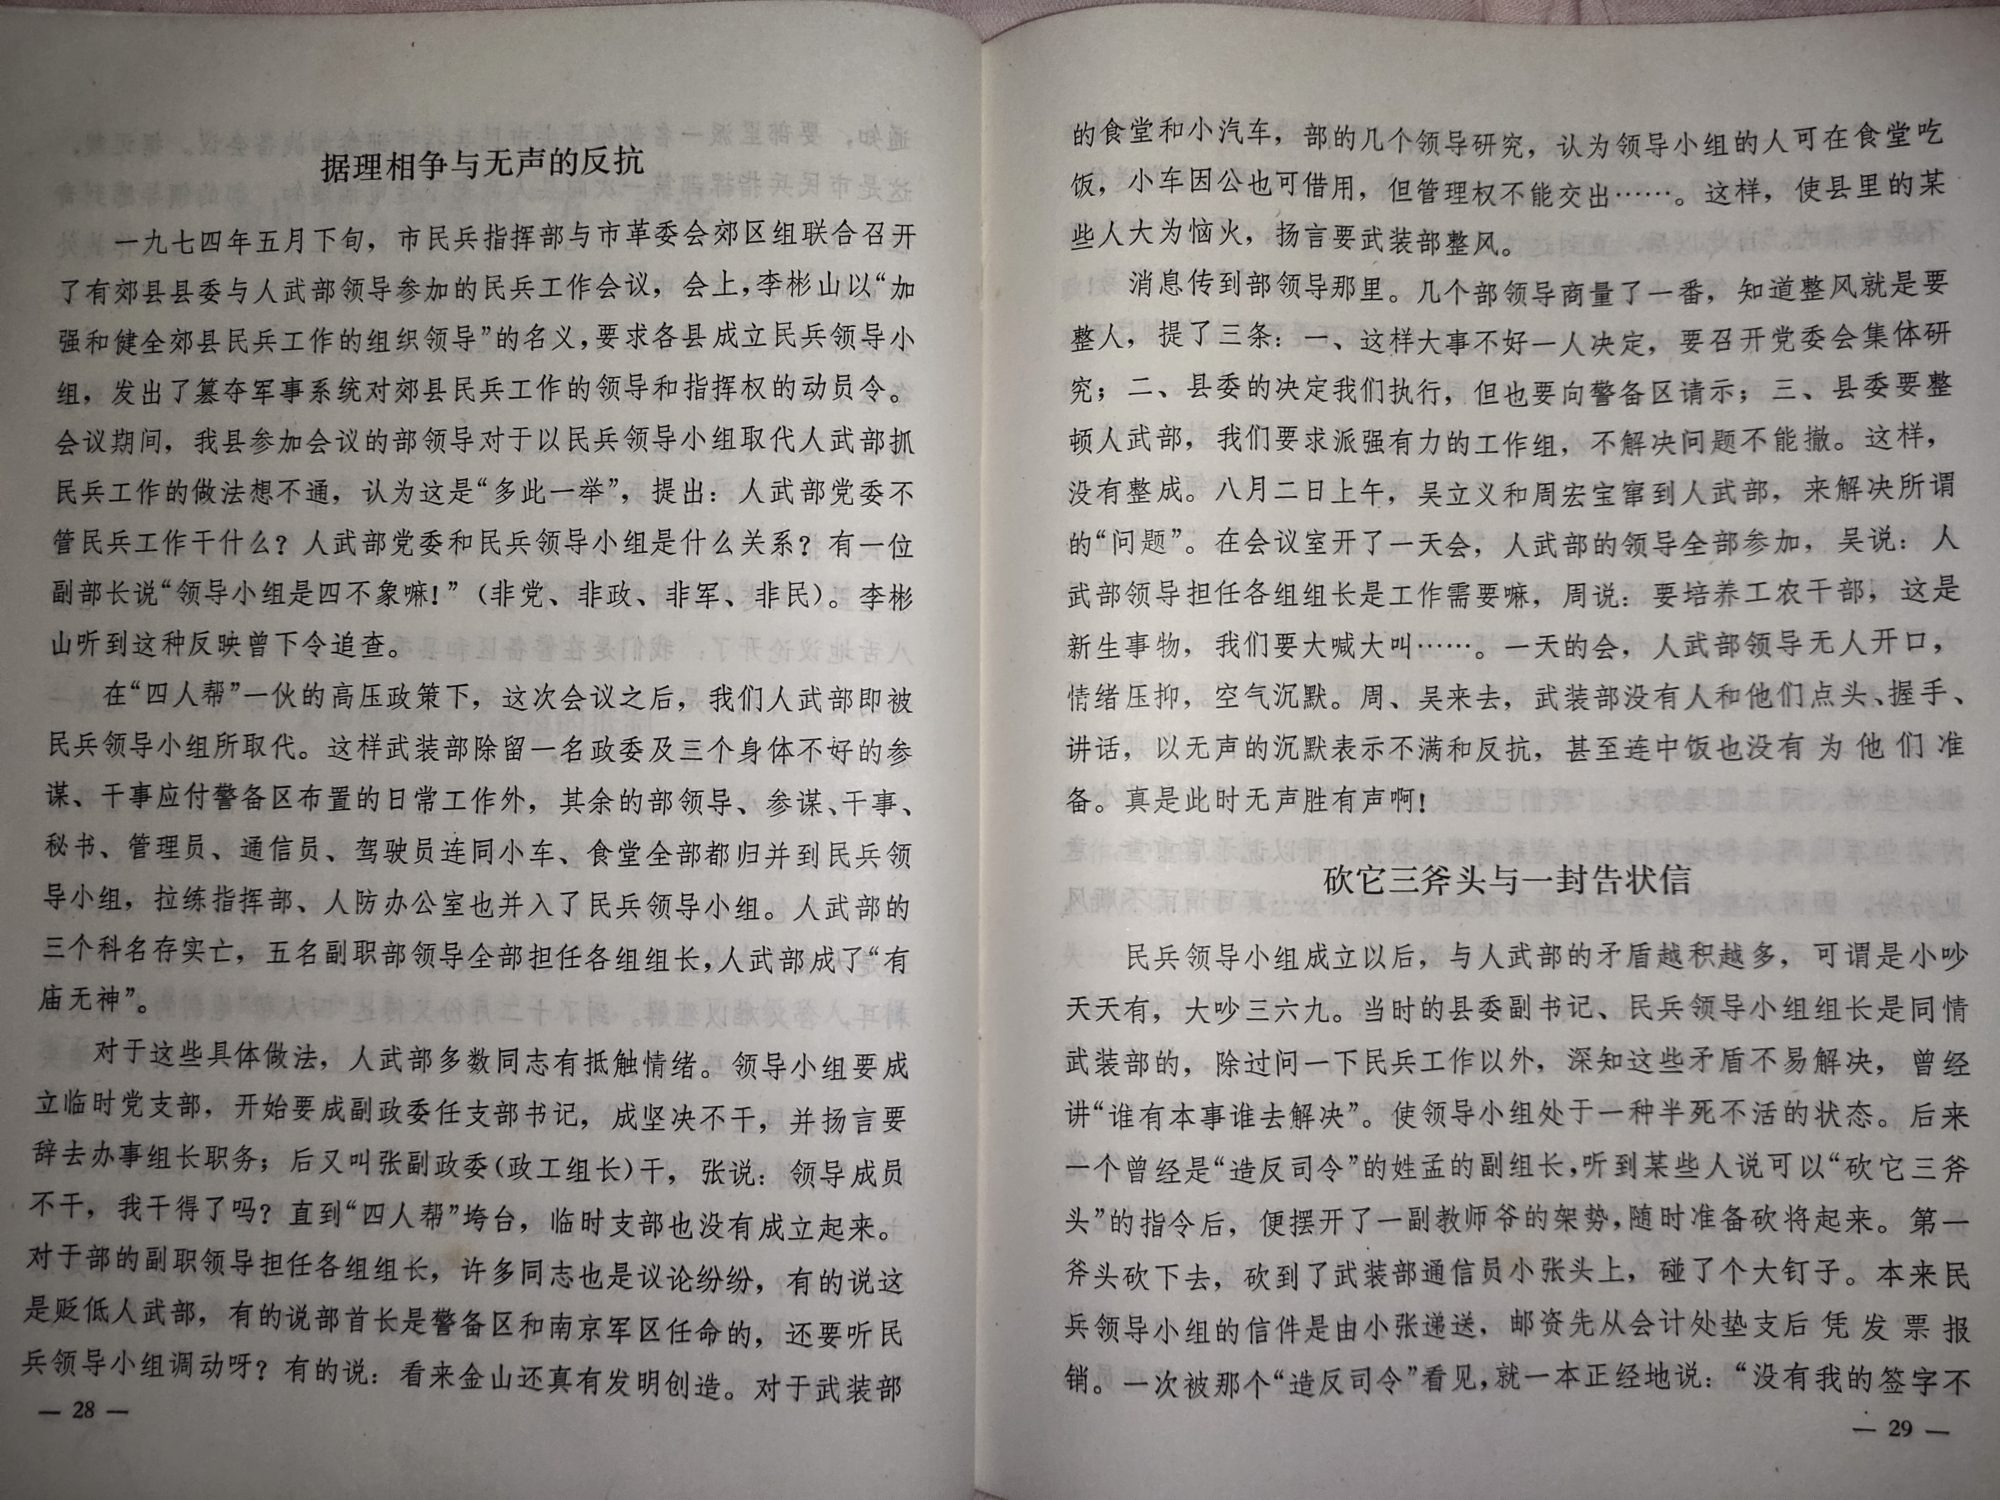 据理相争与无声的反抗
一九七四年五月下旬，市民兵指挥部与市革委会郊区组联合召开
了有郊县县委与人武部领导参加的民兵工作会议，会上，李彬山以“加
强和健全郊县民兵工作的组织领导”的名义，要求各县成立民兵领导小
组，发出了篡夺军事系统对郊县民兵工作的领导和指挥权的动员令。
会议期间，我县参加会议的部领导对于以民兵领导小组取代人武部抓
民兵工作的做法想不通，认为这是“多此一举”，提出：人武部党委不
管民兵工作干什么？人武部党委和民兵领导小组是什么关系？有一位
副部长说“领导小组是四不象嘛！”（非党、非政、非军、非民）。李彬
山听到这种反映曾下令追查。
在“四人帮”一伙的高压政策下，这次会议之后，我们人武部即被
民兵领导小组所取代。这样武装部除留一名政委及三个身体不好的参
谋、干事应付警备区布置的日常工作外，其余的部领导、参谋、干事、
秘书、管理员、通信员、驾驶员连同小车、食堂全部都归并到民兵领
导小组，拉练指挥部、人防办公室也并入了民兵领导小组。人武部的
三个科名存实亡，五名副职部领导全部担任各组组长，人武部成了“有
庙无神”。
对于这些具体做法，人武部多数同志有抵触情绪。领导小组要成
立临时党支部，开始要成副政委任支部书记，成坚决不干，并扬言要
辞去办事组长职务；后又叫张副政委（政工组长）干，张说：领导成员
不干，我干得了吗？直到“四人帮”垮台，临时支部也没有成立起来。
对于部的副职领导担任各组组长，许多同志也是议论纷纷，有的说这
是贬低人武部，有的说部首长是警备区和南京军区任命的，还要听民
兵领导小组调动呀？有的说：看来金山还真有发明创造。对于武装部
— 28 —
的食堂和小汽车，部的几个领导研究，认为领导小组的人可在食堂吃
饭，小车因公也可借用，但管理权不能交出……。这样，使县里的某
些人大为恼火，扬言要武装部整风。
消息传到部领导那里。几个部领导商量了一番，知道整风就是要
整人，提了三条：一、这样大事不好一人决定，要召开党委会集体研
究；二、县委的决定我们执行，但也要向警备区请示；三、县委要整
顿人武部，我们要求派强有力的工作组，不解决问题不能撤。这样，
没有整成。八月二日上午，吴立义和周宏宝窜到人武部，来解决所谓
的“问题”。在会议室开了一天会，人武部的领导全部参加，吴说：人
武部领导担任各组组长是工作需要嘛，周说：要培养工农干部，这是
新生事物，我们要大喊大叫……。一天的会，人武部领导无人开口，
情绪压抑，空气沉默。周、吴来去，武装部没有人和他们点头、握手、
讲话，以无声的沉默表示不满和反抗，甚至连中饭也没有为他们准
备。真是此时无声胜有声啊！
砍它三斧头与一封告状信
民兵领导小组成立以后，与人武部的矛盾越积越多，可谓是小吵
天天有，大吵三六九。当时的县委副书记、民兵领导小组组长是同情
武装部的，除过问一下民兵工作以外，深知这些矛盾不易解决，曾经
讲“谁有本事谁去解决”。使领导小组处于一种半死不活的状态。后来
一个曾经是“造反司令”的姓孟的副组长，听到某些人说可以“砍它三斧
头”的指令后，便摆开了一副教师爷的架势，随时准备砍将起来。第一
斧头砍下去，砍到了武装部通信员小张头上，碰了个大钉子。本来民
兵领导小组的信件是由小张递送，邮资先从会计处垫支后凭发票报
销。一次被那个“造反司令”看见，就一本正经地说：“没有我的签字不
— 29 —